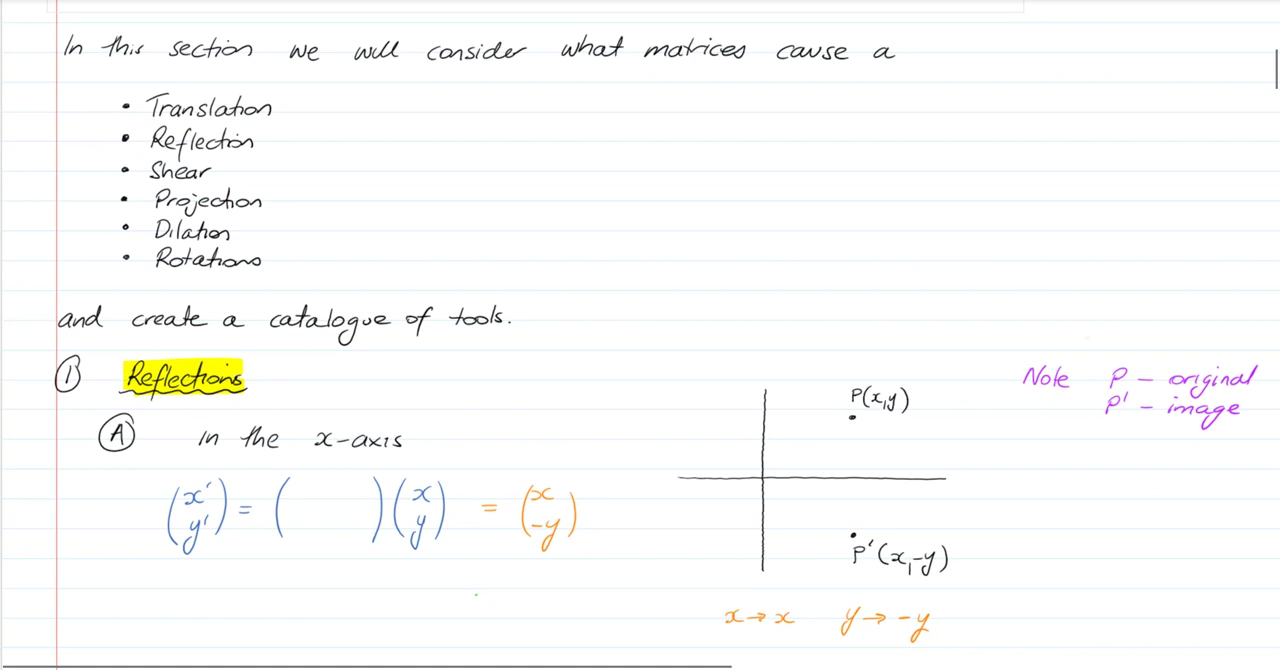 In this section we will consider what matrices cause a
• Translation
• Reflection
• Shear
• Projection
• Dilation
• Rotations
and create a catalogue of tools.
① Reflections
Ⓐ in the x-axis
(x' y') = ( ) (x y) = (x -y)
P(x,y)
P'(x,-y)
x → x y → -y
Note P - original
P' - image